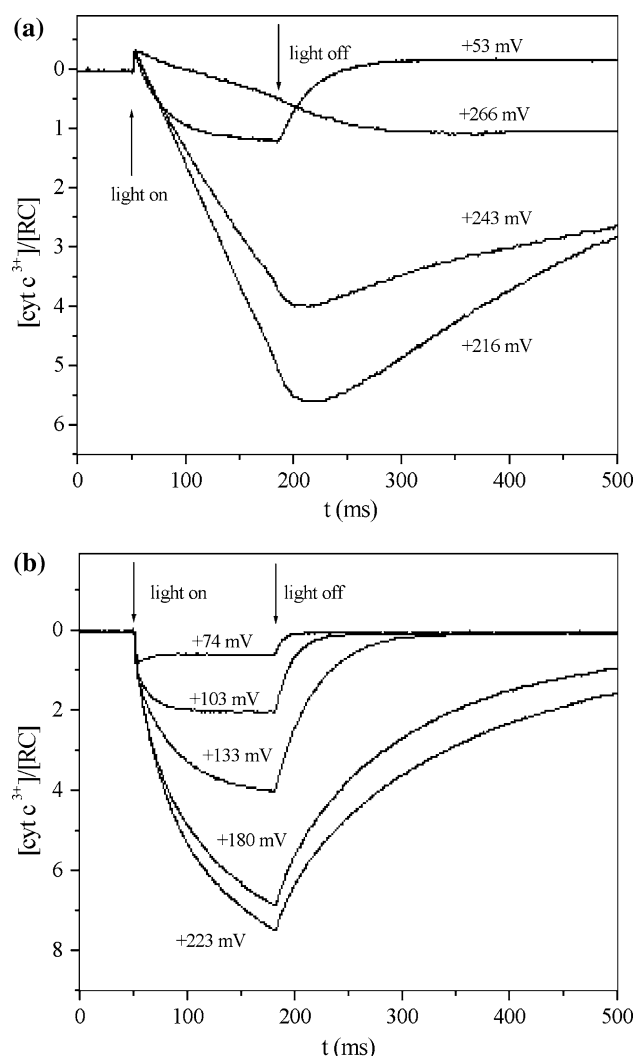 (a)
light off
+53 mV
0
+266 mV
1
light on
2
+243 mV
3
4
+216 mV
5
6
[cyt c 3+]/[RC]
0 100 200 300 400 500
t (ms)
(b)
light on light off
0
+74 mV
+103 mV
2
+133 mV
4
+180 mV
6
+223 mV
8
[cyt c 3+]/[RC]
0 100 200 300 400 500
t (ms)